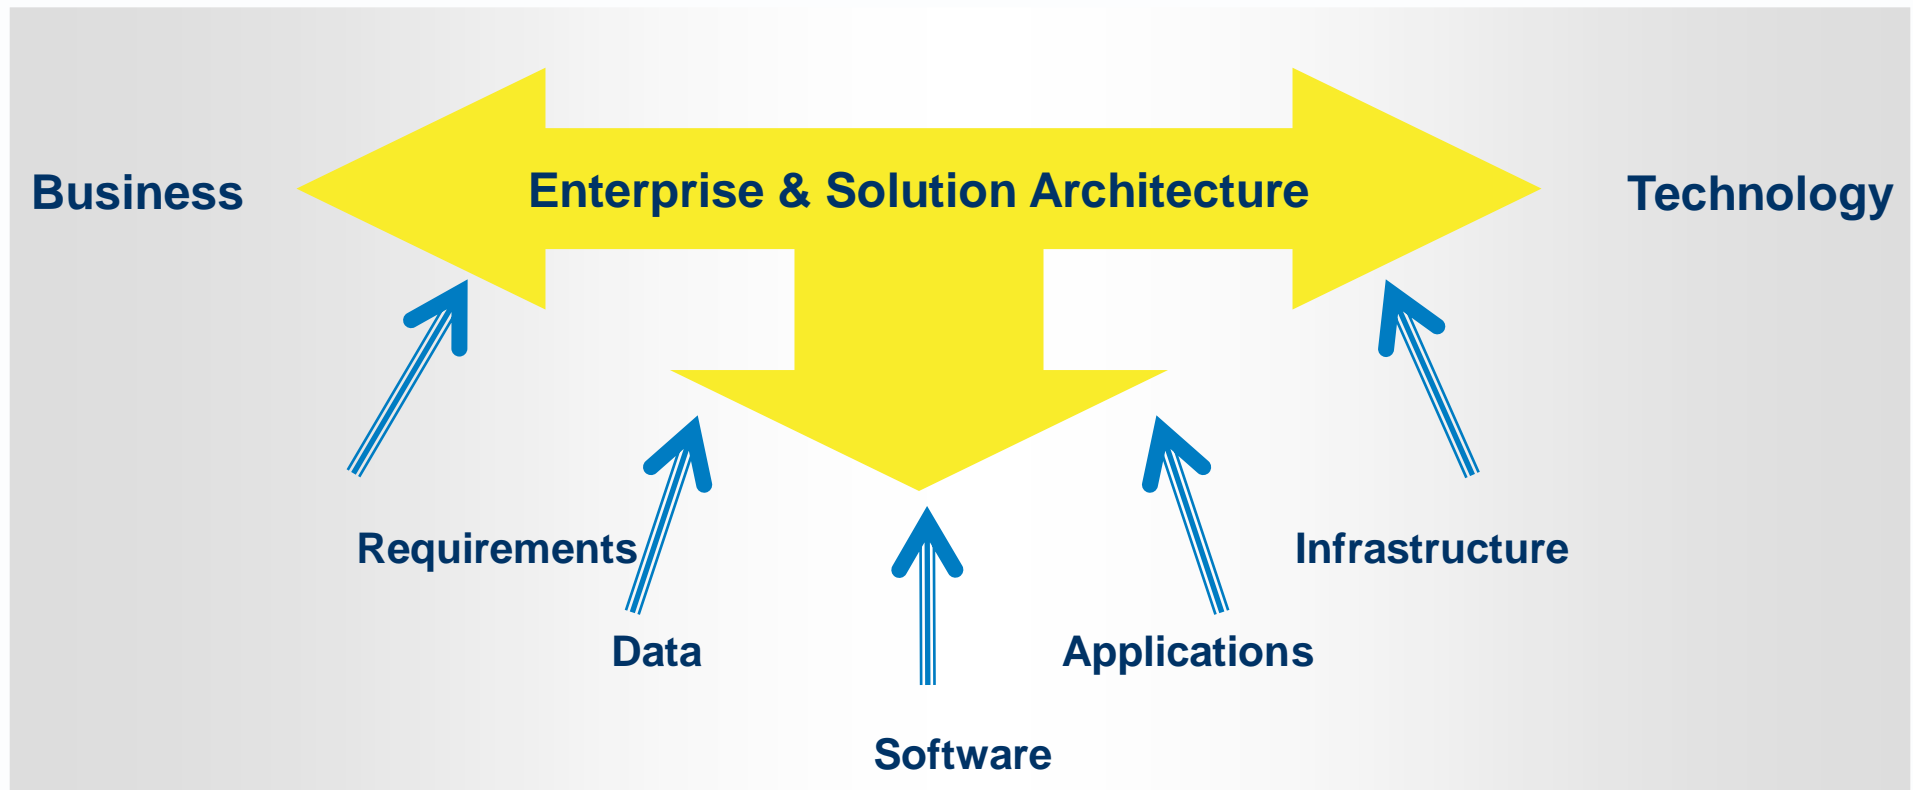 Business
Enterprise & Solution Architecture
Technology
Requirements
Infrastructure
Data
Applications
Software